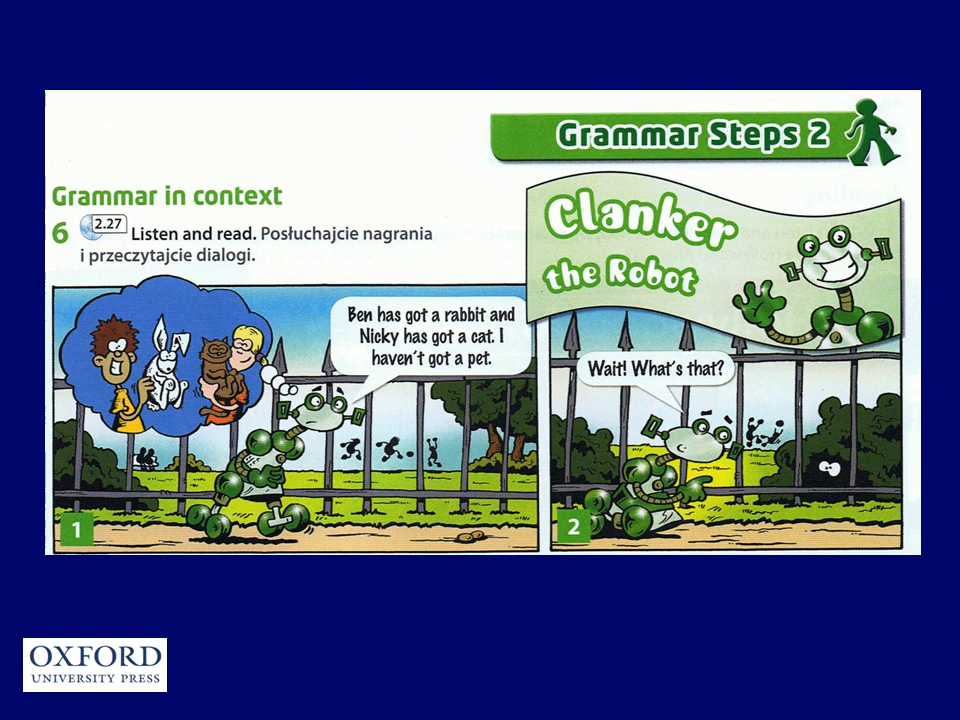 Grammar Steps 2
Grammar in context
6 2.27 Listen and read. Posłuchajcie nagrania
i przeczytajcie dialogi.
Clanker
the Robot
Ben has got a rabbit and
Nicky has got a cat. I
haven't got a pet.
1
Wait! What's that?
2
OXFORD
UNIVERSITY PRESS